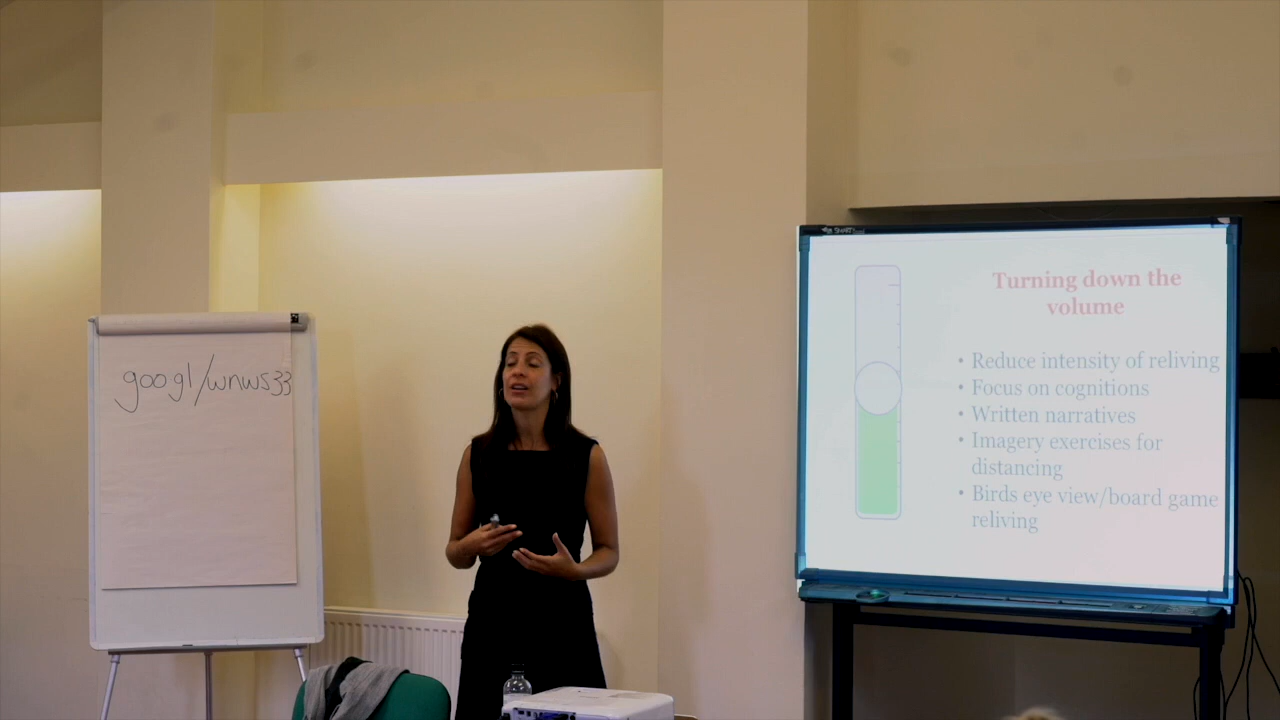 goo.gl/wnws33
SMART
Turning down the
volume
• Reduce intensity of reliving
• Focus on cognitions
• Written narratives
• Imagery exercises for
distancing
• Birds eye view/board game
reliving